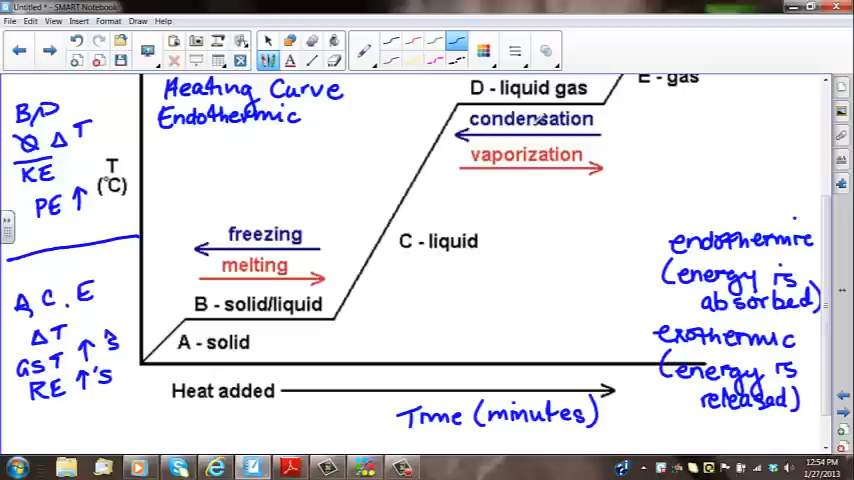 Untitled * - SMART Notebook
File Edit View Insert Format Draw Help
Heating Curve
Endothermic
D - liquid gas
E - gas
condensation
vaporization
B,D
Ø Δ T
KE
PE ↑
T
(°C)
freezing
melting
C - liquid
B - solid/liquid
A - solid
A, C, E
ΔT
as T ↑'s
KE ↑'s
endothermic
(energy is
absorbed)
exothermic
(energy is
released)
Heat added
Time (minutes)
12:54 PM
1/27/2013